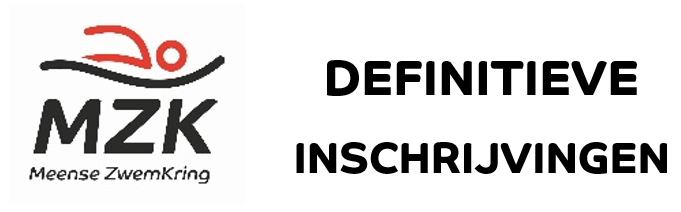 MZK
Meense ZwemKring
DEFINITIEVE
INSCHRIJVINGEN